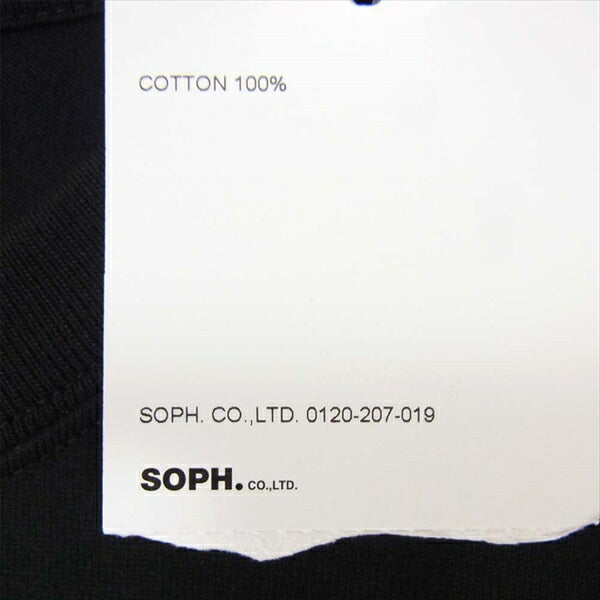 COTTON 100%
SOPH. CO.,LTD. 0120-207-019
SOPH. CO.,LTD.